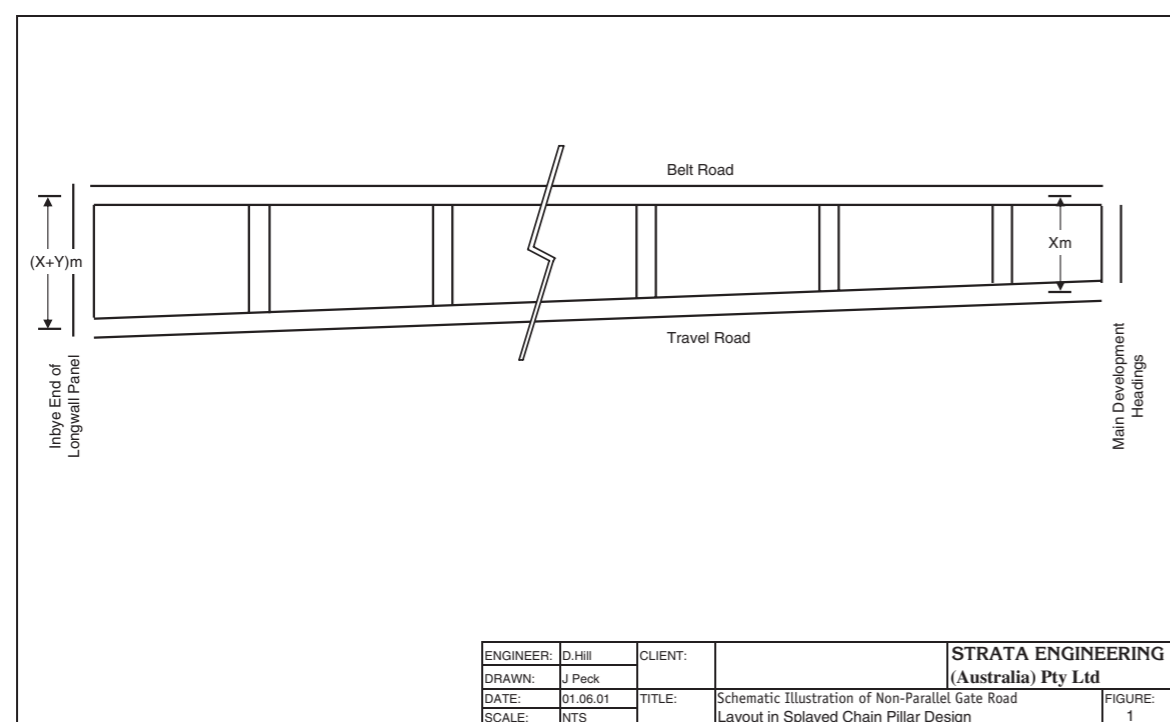 Belt Road
(X+Y)m
Xm
Travel Road
Inbye End of
Longwall Panel
Main Development
Headings
ENGINEER: D.Hill CLIENT: STRATA ENGINEERING
DRAWN: J Peck (Australia) Pty Ltd
DATE: 01.06.01 TITLE: Schematic Illustration of Non-Parallel Gate Road FIGURE:
SCALE: NTS Layout in Splayed Chain Pillar Design 1